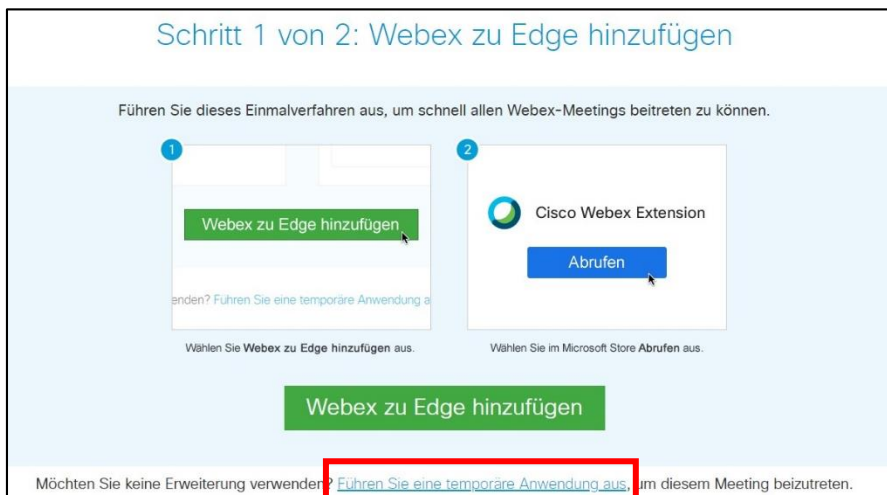 Schritt 1 von 2: Webex zu Edge hinzufügen
Führen Sie dieses Einmalverfahren aus, um schnell allen Webex-Meetings beitreten zu können.
1
Webex zu Edge hinzufügen
enden? Führen Sie eine temporäre Anwendung a
Wählen Sie Webex zu Edge hinzufügen aus.
2
Cisco Webex Extension
Abrufen
Wählen Sie im Microsoft Store Abrufen aus.
Webex zu Edge hinzufügen
Möchten Sie keine Erweiterung verwenden? Führen Sie eine temporäre Anwendung aus, um diesem Meeting beizutreten.